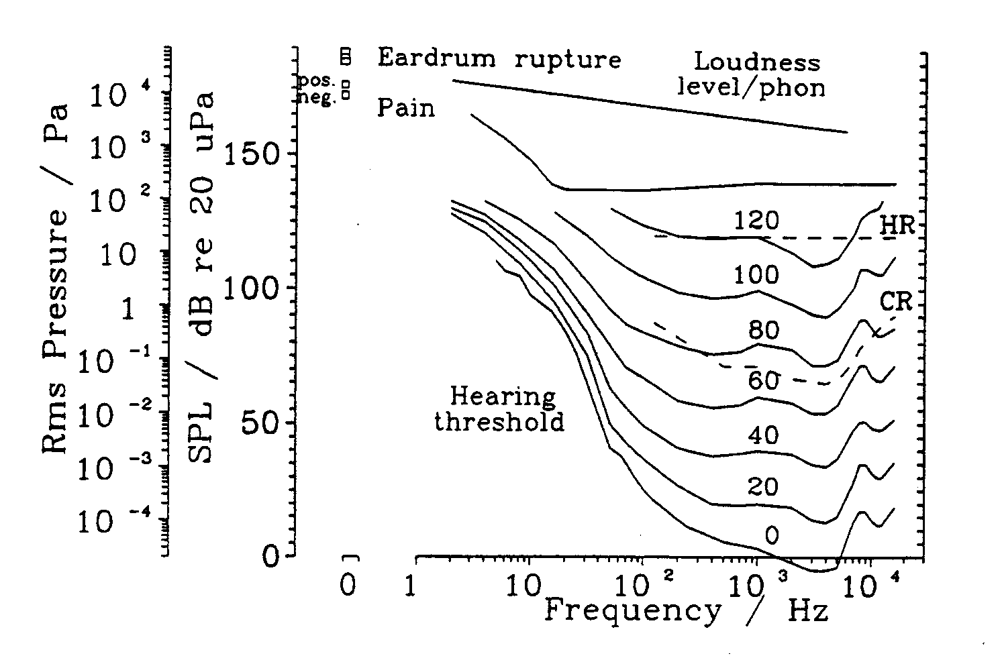 Eardrum rupture
Loudness
level/phon
pos.
neg.
Pain
Rms Pressure / Pa
10 4
10 3
10 2
10
1
10 -1
10 -2
10 -3
10 -4
SPL / dB re 20 uPa
150
100
50
0
120
HR
100
CR
80
60
40
20
0
Hearing
threshold
0 1 10 10 2 10 3 10 4
Frequency / Hz